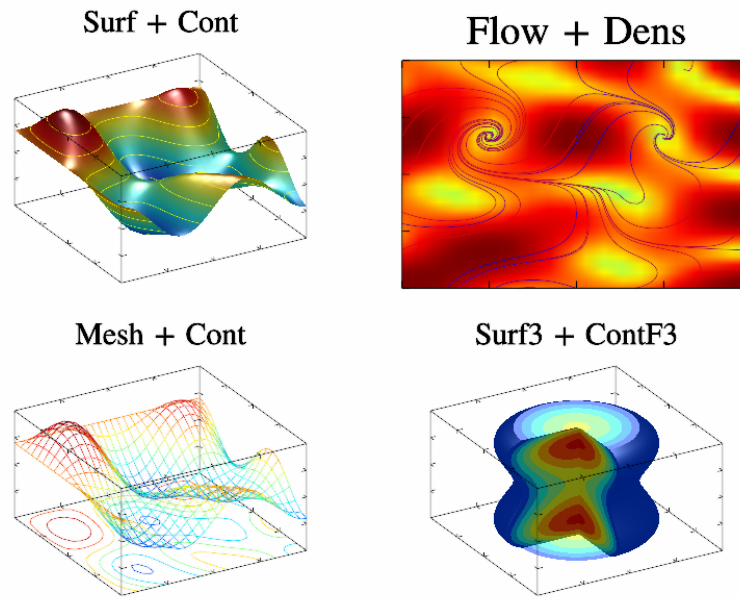 Surf + Cont
Flow + Dens
Mesh + Cont
Surf3 + ContF3